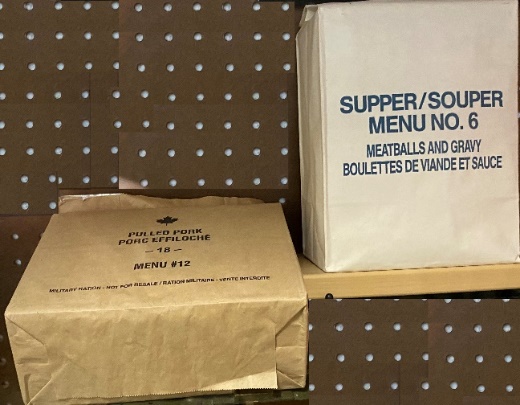 SUPPER/SOUPER
MENU NO. 6
MEATBALLS AND GRAVY
BOULETTES DE VIANDE ET SAUCE
PULLED PORK
PORC EFFILOCHÉ
— 18 —
MENU #12
MILITARY RATION - NOT FOR RESALE / RATION MILITAIRE - VENTE INTERDITE